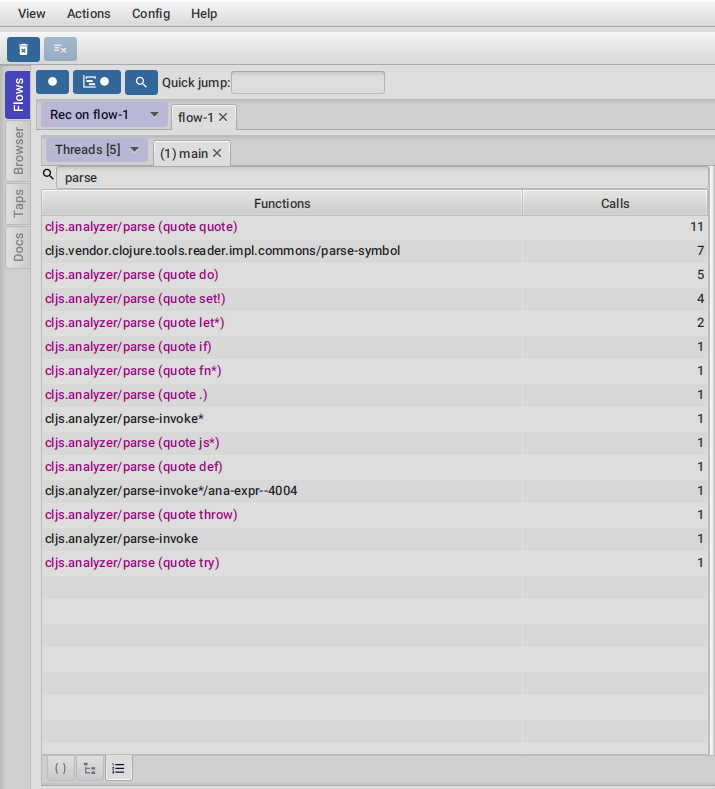 View Actions Config Help
Quick jump:
Flows
Browser
Taps
Docs
Rec on flow-1 flow-1
Threads [5] (1) main
parse
Functions Calls
cljs.analyzer/parse (quote quote) 11
cljs.vendor.clojure.tools.reader.impl.commons/parse-symbol 7
cljs.analyzer/parse (quote do) 5
cljs.analyzer/parse (quote set!) 4
cljs.analyzer/parse (quote let*) 2
cljs.analyzer/parse (quote if) 1
cljs.analyzer/parse (quote fn*) 1
cljs.analyzer/parse (quote .) 1
cljs.analyzer/parse-invoke* 1
cljs.analyzer/parse (quote js*) 1
cljs.analyzer/parse (quote def) 1
cljs.analyzer/parse-invoke*/ana-expr--4004 1
cljs.analyzer/parse (quote throw) 1
cljs.analyzer/parse-invoke 1
cljs.analyzer/parse (quote try) 1